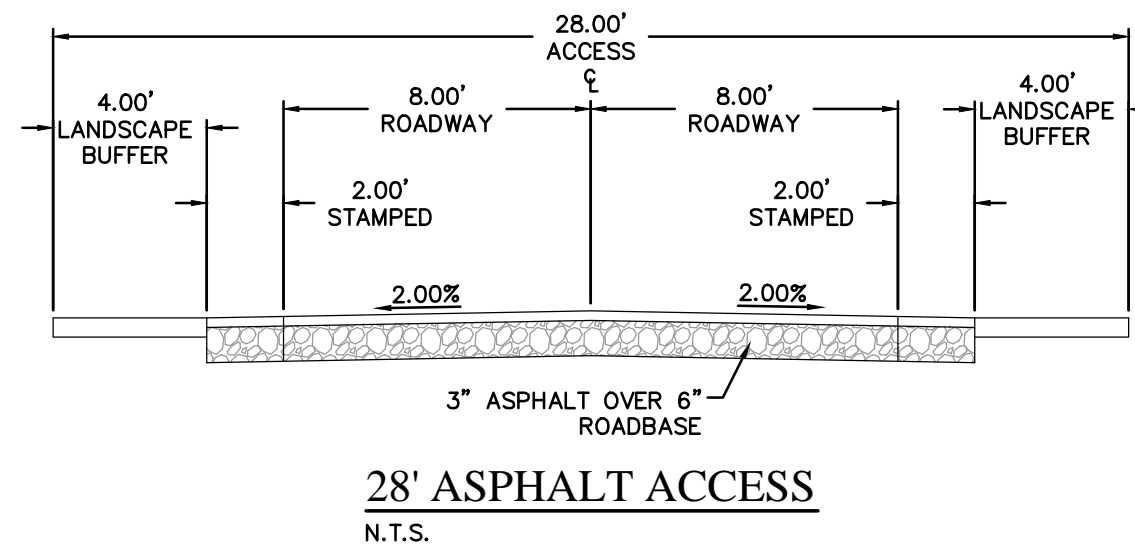 28.00'
ACCESS
℄
4.00'
LANDSCAPE
BUFFER
8.00'
ROADWAY
8.00'
ROADWAY
4.00'
LANDSCAPE
BUFFER
2.00'
STAMPED
2.00'
STAMPED
2.00%
2.00%
3" ASPHALT OVER 6"
ROADBASE
28' ASPHALT ACCESS
N.T.S.